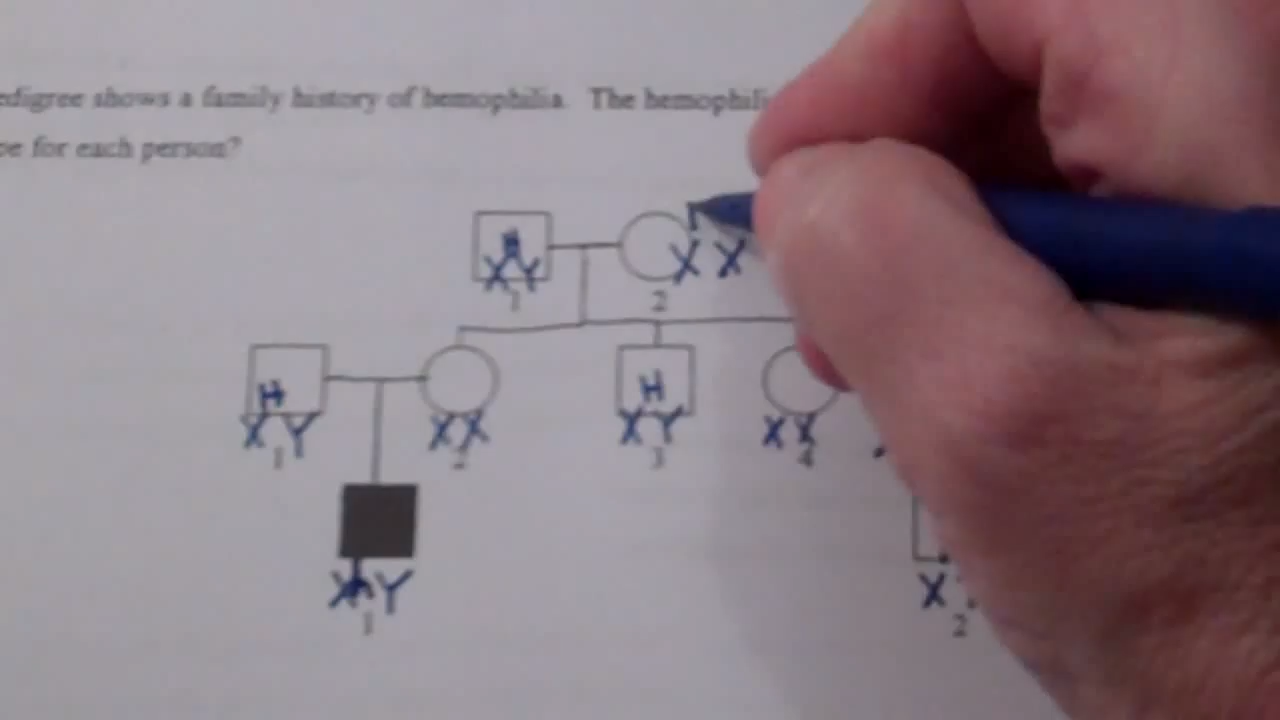 edigree shows a family history of hemophilia. The hemophili
pe for each person?
H
X Y X X
1 2
H H
X Y X X X Y X X
1 2 3 4
X h Y X
1 2